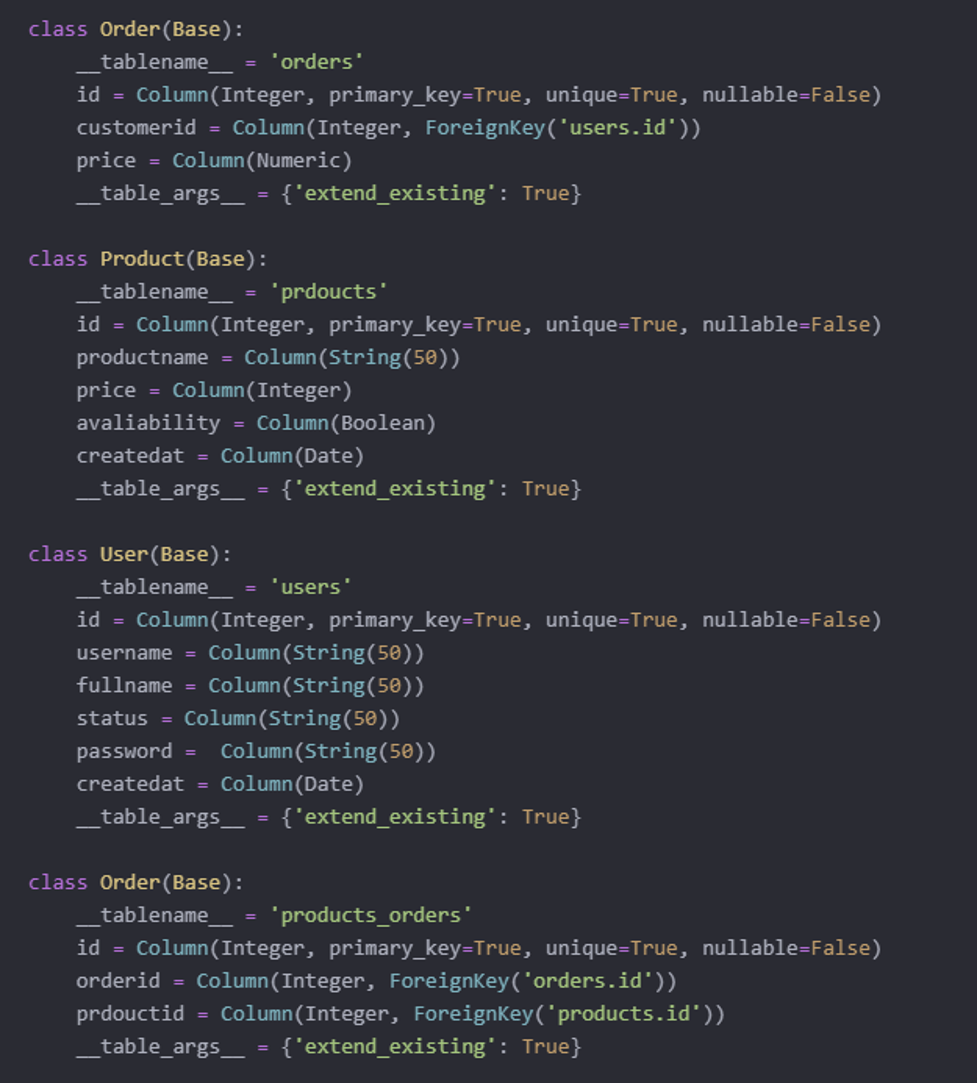 class Order(Base):
    __tablename__ = 'orders'
    id = Column(Integer, primary_key=True, unique=True, nullable=False)
    customerid = Column(Integer, ForeignKey('users.id'))
    price = Column(Numeric)
    __table_args__ = {'extend_existing': True}

class Product(Base):
    __tablename__ = 'prdoucts'
    id = Column(Integer, primary_key=True, unique=True, nullable=False)
    productname = Column(String(50))
    price = Column(Integer)
    avaliability = Column(Boolean)
    createdat = Column(Date)
    __table_args__ = {'extend_existing': True}

class User(Base):
    __tablename__ = 'users'
    id = Column(Integer, primary_key=True, unique=True, nullable=False)
    username = Column(String(50))
    fullname = Column(String(50))
    status = Column(String(50))
    password =  Column(String(50))
    createdat = Column(Date)
    __table_args__ = {'extend_existing': True}

class Order(Base):
    __tablename__ = 'products_orders'
    id = Column(Integer, primary_key=True, unique=True, nullable=False)
    orderid = Column(Integer, ForeignKey('orders.id'))
    prdouctid = Column(Integer, ForeignKey('products.id'))
    __table_args__ = {'extend_existing': True}